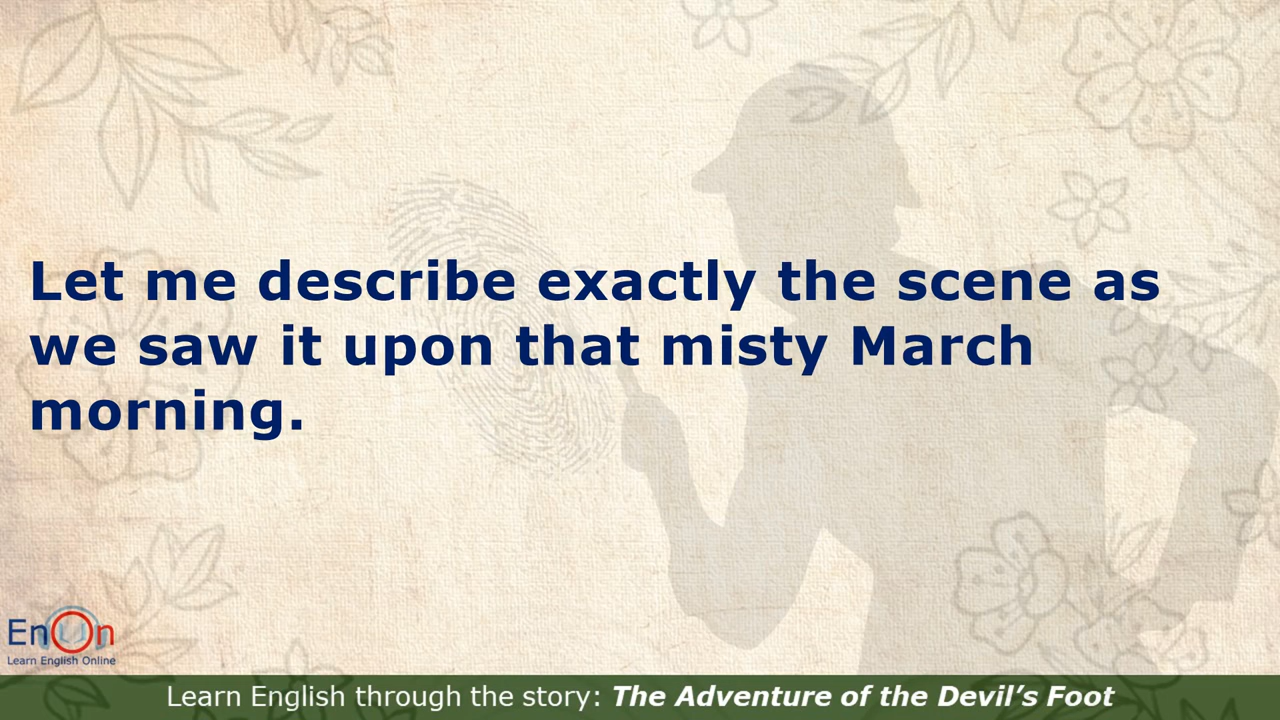 Let me describe exactly the scene as
we saw it upon that misty March
morning.
EnOn
Learn English Online
Learn English through the story: The Adventure of the Devil’s Foot